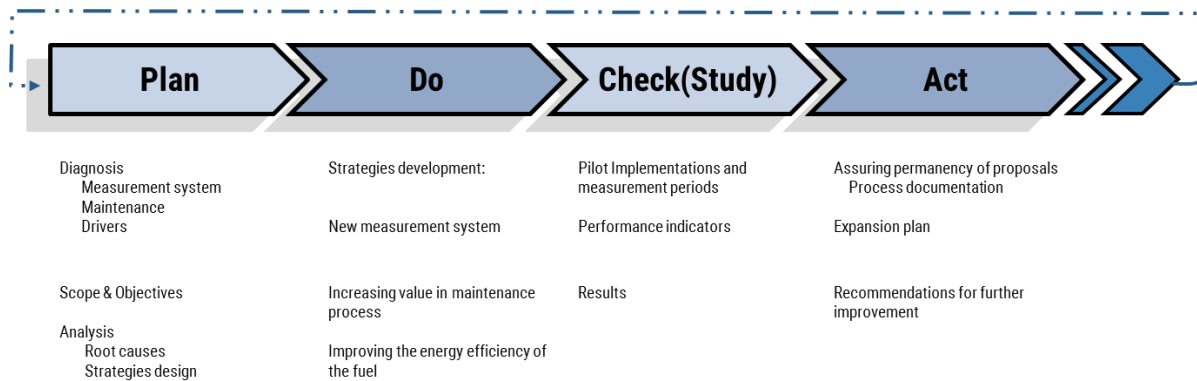 Plan
Do
Check(Study)
Act
Diagnosis
Measurement system
Maintenance
Drivers
Scope & Objectives
Analysis
Root causes
Strategies design
Strategies development:
New measurement system
Increasing value in maintenance
process
Improving the energy efficiency of
the fuel
Pilot Implementations and
measurement periods
Performance indicators
Results
Assuring permanency of proposals
Process documentation
Expansion plan
Recommendations for further
improvement